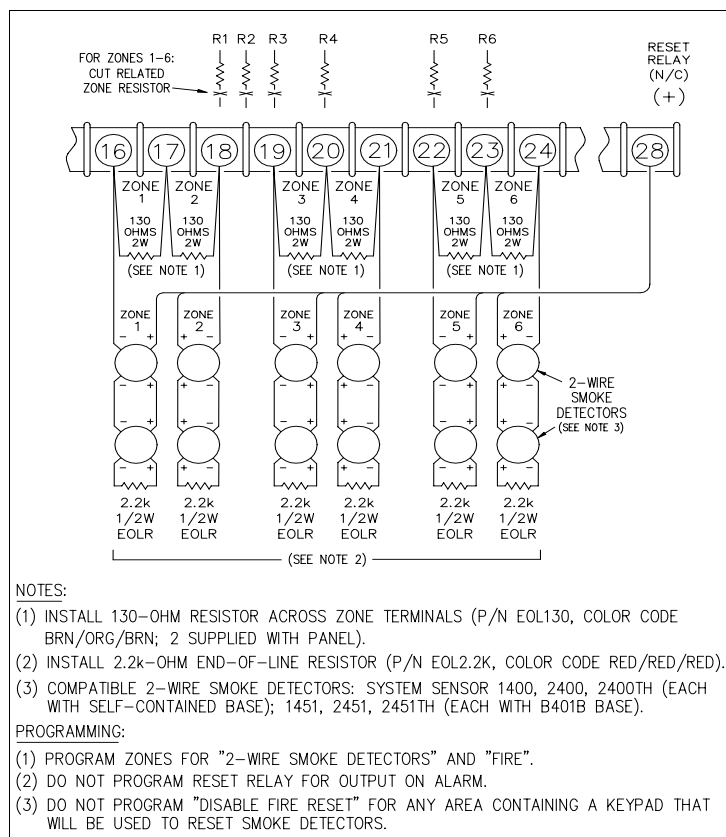 R1 R2 R3 R4 R5 R6
FOR ZONES 1-6:
CUT RELATED
ZONE RESISTOR
RESET
RELAY
(N/C)
(+)
16 17 18 19 20 21 22 23 24 28
ZONE ZONE ZONE ZONE ZONE ZONE
1 2 3 4 5 6
130 130 130 130 130 130
OHMS OHMS OHMS OHMS OHMS OHMS
2W 2W 2W 2W 2W 2W
(SEE NOTE 1) (SEE NOTE 1) (SEE NOTE 1)
ZONE ZONE ZONE ZONE ZONE ZONE
1 2 3 4 5 6
- + + - - + + - - + + -
- + + - - + + - - + + -
2-WIRE
SMOKE
DETECTORS
(SEE NOTE 3)
- + + - - + + - - + + -
- + + - - + + - - + + -
2.2k 2.2k 2.2k 2.2k 2.2k 2.2k
1/2W 1/2W 1/2W 1/2W 1/2W 1/2W
EOLR EOLR EOLR EOLR EOLR EOLR
(SEE NOTE 2)
NOTES:
(1) INSTALL 130-OHM RESISTOR ACROSS ZONE TERMINALS (P/N EOL130, COLOR CODE
BRN/ORG/BRN; 2 SUPPLIED WITH PANEL).
(2) INSTALL 2.2k-OHM END-OF-LINE RESISTOR (P/N EOL2.2K, COLOR CODE RED/RED/RED).
(3) COMPATIBLE 2-WIRE SMOKE DETECTORS: SYSTEM SENSOR 1400, 2400, 2400TH (EACH
WITH SELF-CONTAINED BASE); 1451, 2451, 2451TH (EACH WITH B401B BASE).
PROGRAMMING:
(1) PROGRAM ZONES FOR "2-WIRE SMOKE DETECTORS" AND "FIRE".
(2) DO NOT PROGRAM RESET RELAY FOR OUTPUT ON ALARM.
(3) DO NOT PROGRAM "DISABLE FIRE RESET" FOR ANY AREA CONTAINING A KEYPAD THAT
WILL BE USED TO RESET SMOKE DETECTORS.